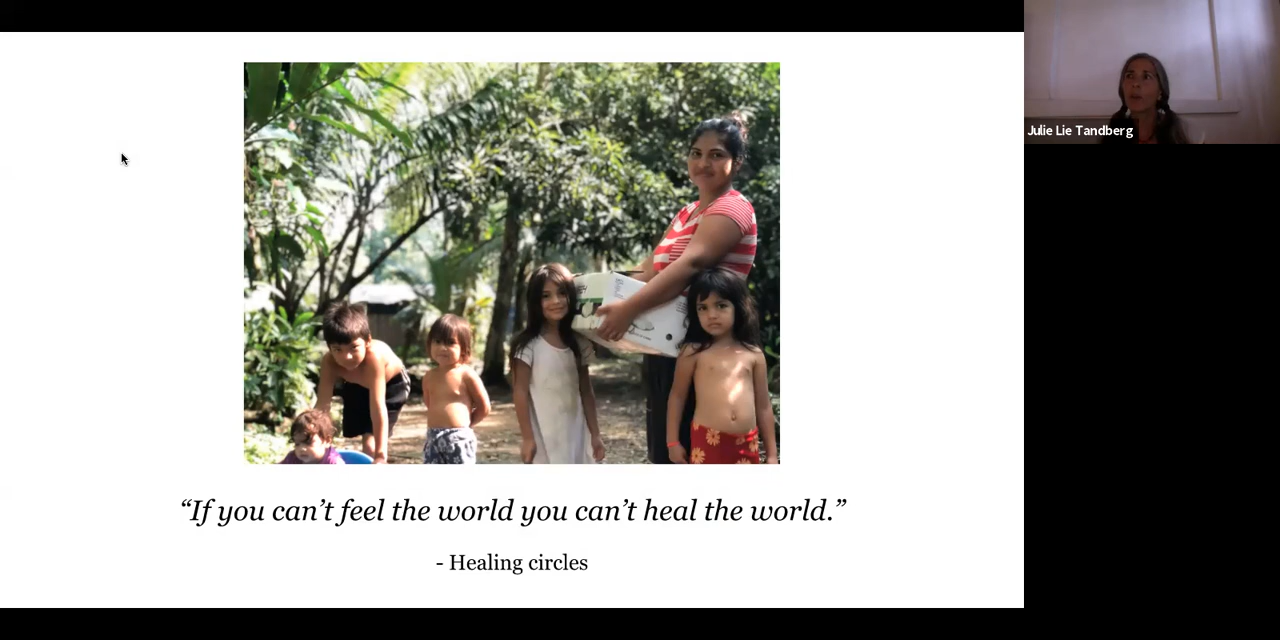 Julie Lie Tandberg
“If you can’t feel the world you can’t heal the world.”
- Healing circles